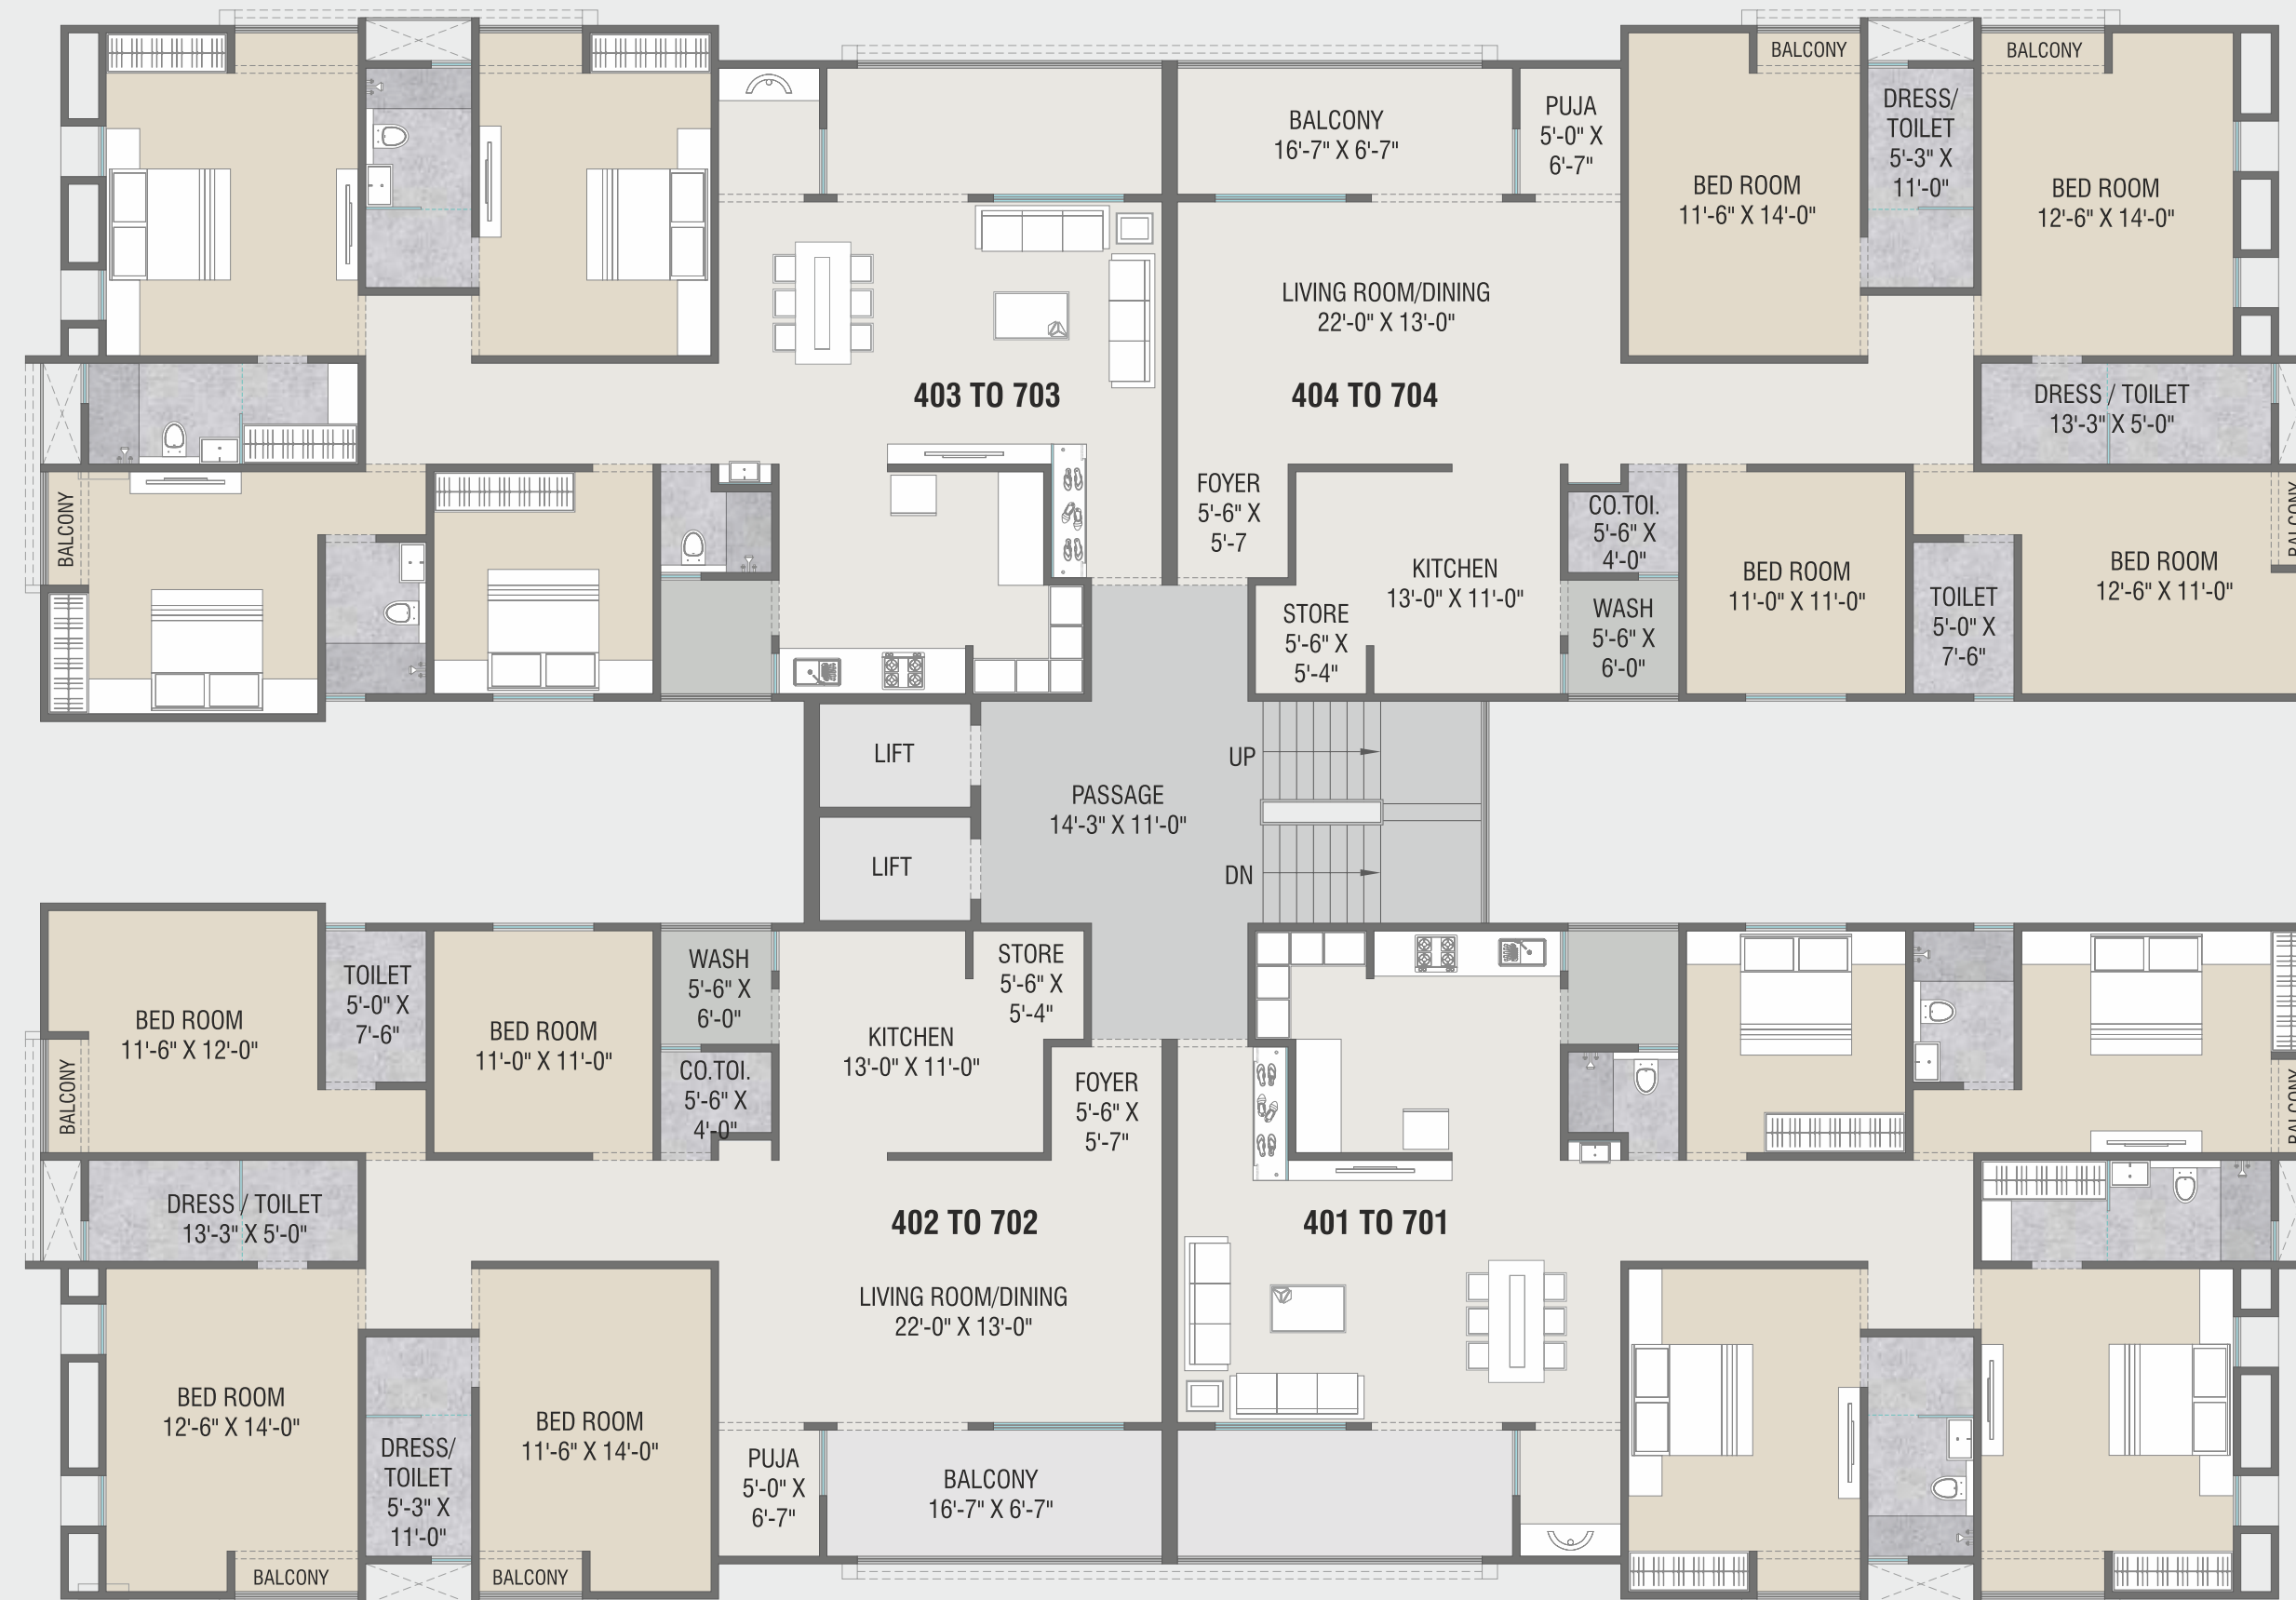 BALCONY
BALCONY
BALCONY
16'-7" X 6'-7"
PUJA
5'-0" X
6'-7"
DRESS/
TOILET
5'-3" X
11'-0"
BED ROOM
11'-6" X 14'-0"
BED ROOM
12'-6" X 14'-0"
LIVING ROOM/DINING
22'-0" X 13'-0"
403 TO 703
404 TO 704
DRESS / TOILET
13'-3" X 5'-0"
BALCONY
FOYER
5'-6" X
5'-7
CO.TOI.
5'-6" X
4'-0"
BALCONY
KITCHEN
13'-0" X 11'-0"
BED ROOM
11'-0" X 11'-0"
BED ROOM
12'-6" X 11'-0"
STORE
5'-6" X
5'-4"
WASH
5'-6" X
6'-0"
TOILET
5'-0" X
7'-6"
LIFT
UP
PASSAGE
14'-3" X 11'-0"
LIFT
DN
BED ROOM
11'-6" X 12'-0"
TOILET
5'-0" X
7'-6"
BED ROOM
11'-0" X 11'-0"
WASH
5'-6" X
6'-0"
STORE
5'-6" X
5'-4"
KITCHEN
13'-0" X 11'-0"
BALCONY
CO.TOI.
5'-6" X
4'-0"
FOYER
5'-6" X
5'-7"
BALCONY
DRESS / TOILET
13'-3" X 5'-0"
402 TO 702
401 TO 701
LIVING ROOM/DINING
22'-0" X 13'-0"
BED ROOM
12'-6" X 14'-0"
BED ROOM
11'-6" X 14'-0"
DRESS/
TOILET
5'-3" X
11'-0"
PUJA
5'-0" X
6'-7"
BALCONY
16'-7" X 6'-7"
BALCONY
BALCONY